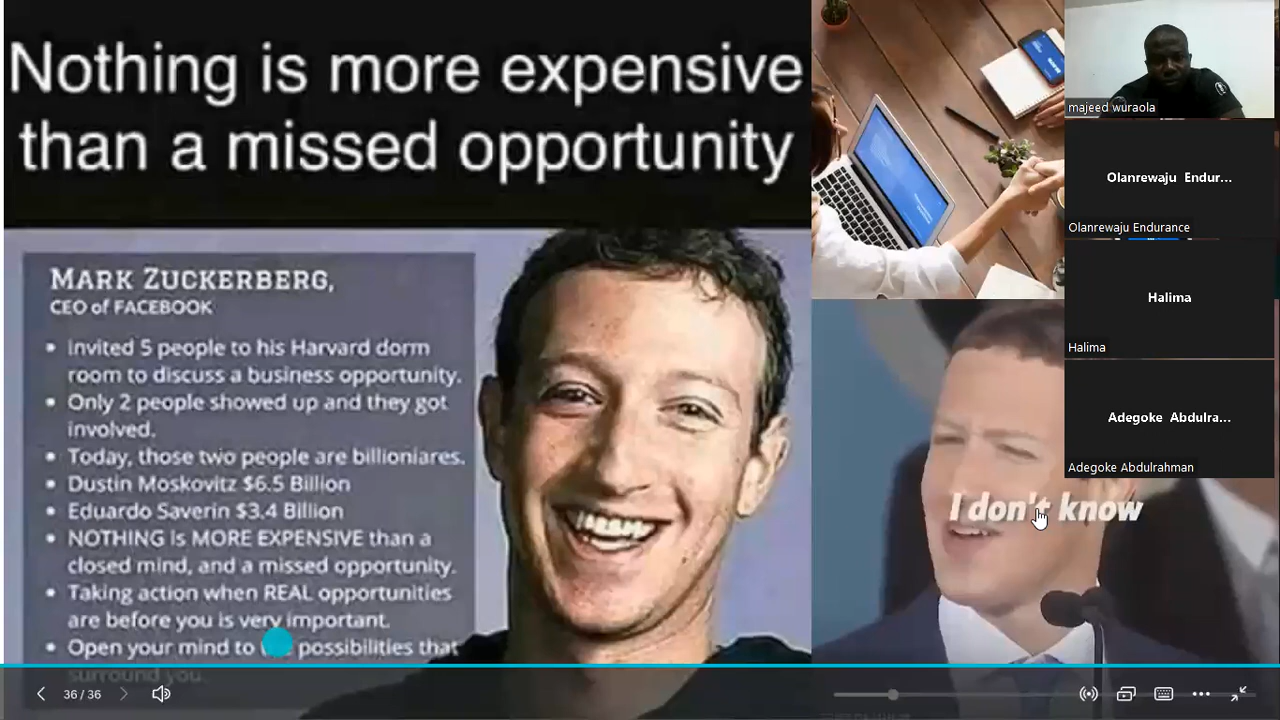 Nothing is more expensive
than a missed opportunity
MARK ZUCKERBERG,
CEO of FACEBOOK
• Invited 5 people to his Harvard dorm
room to discuss a business opportunity.
• Only 2 people showed up and they got
involved.
• Today, those two people are billioniares.
• Dustin Moskovitz $6.5 Billion
• Eduardo Saverin $3.4 Billion
• NOTHING is MORE EXPENSIVE than a
closed mind, and a missed opportunity.
• Taking action when REAL opportunities
are before you is very important.
• Open your mind to possibilities that
surround you.
I don't know
majeed wuraola
Olanrewaju Endur...
Olanrewaju Endurance
Halima
Halima
Adegoke Abdulra...
Adegoke Abdulrahman
36 / 36